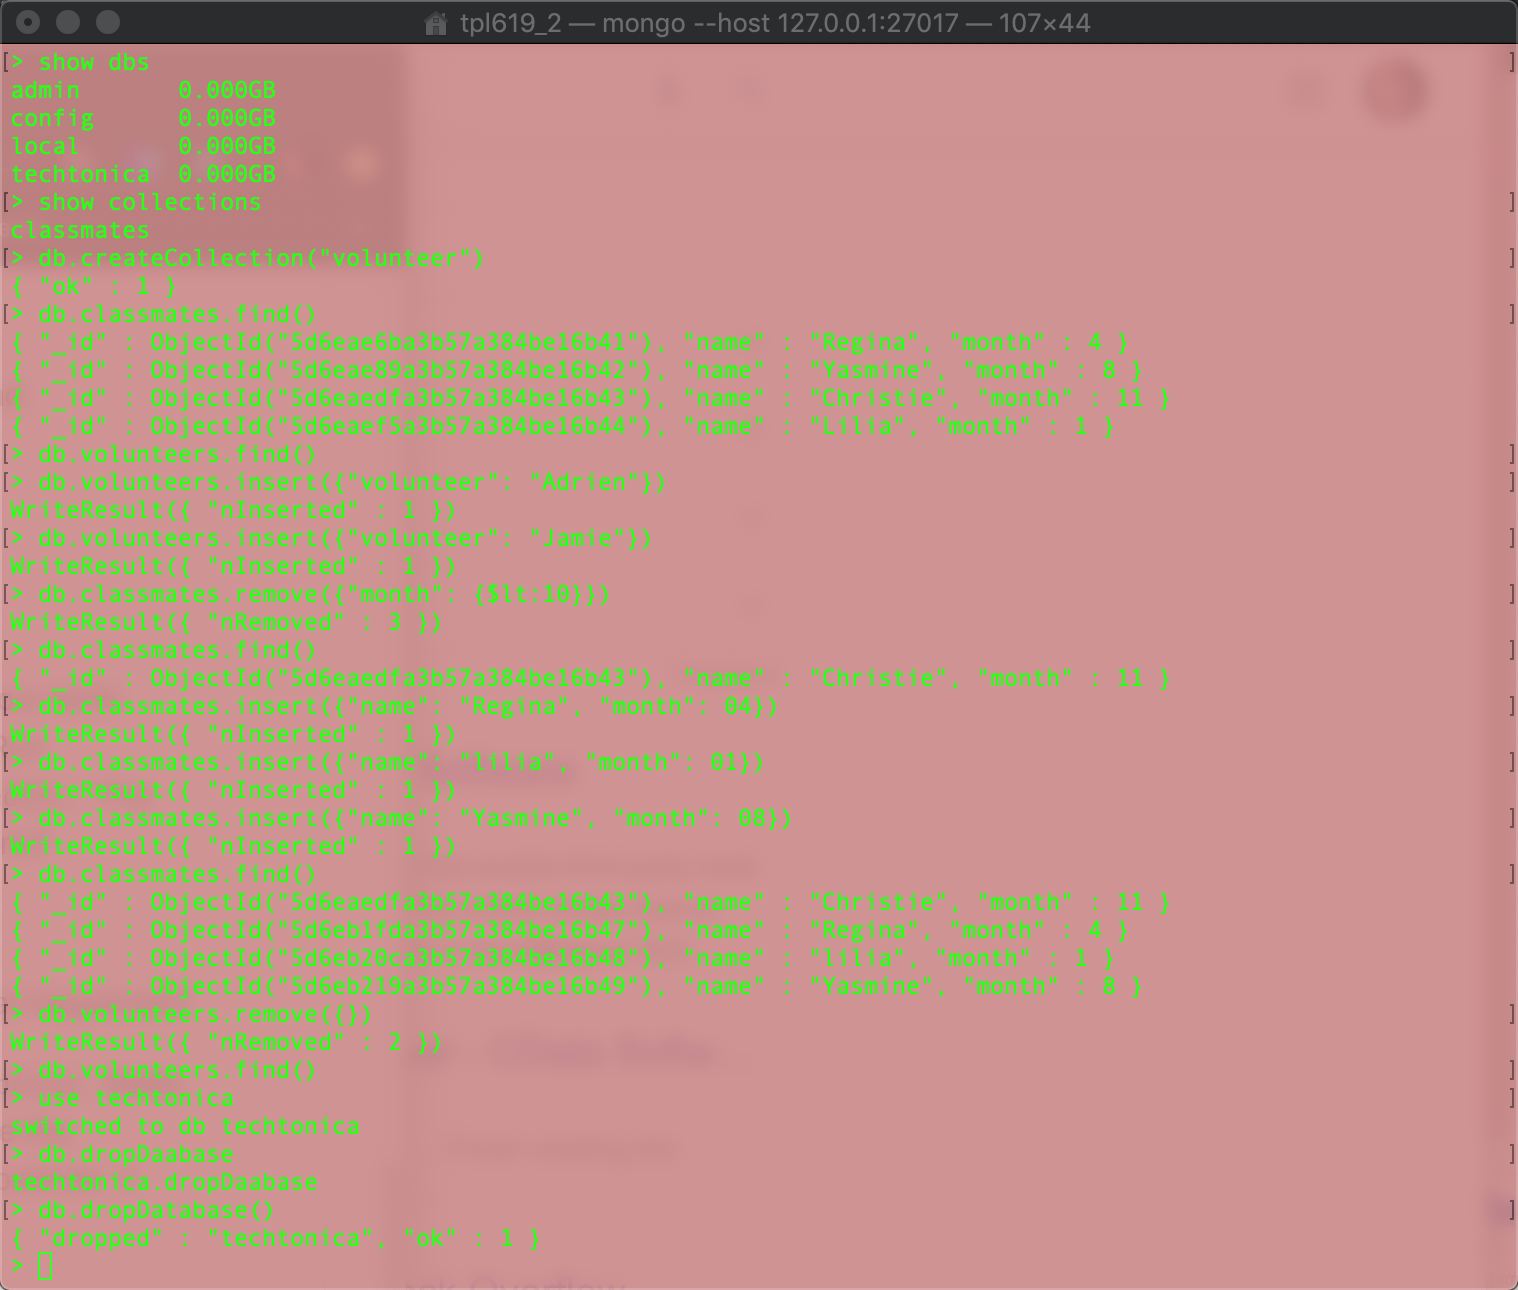 tpl619_2 — mongo --host 127.0.0.1:27017 — 107×44
[> show dbs ]
admin 0.000GB
config 0.000GB
local 0.000GB
techtonica 0.000GB
[> show collections ]
classmates
[> db.createCollection("volunteer") ]
{ "ok" : 1 }
[> db.classmates.find() ]
{ "_id" : ObjectId("5d6eae6ba3b57a384be16b41"), "name" : "Regina", "month" : 4 }
{ "_id" : ObjectId("5d6eae89a3b57a384be16b42"), "name" : "Yasmine", "month" : 8 }
{ "_id" : ObjectId("5d6eaedfa3b57a384be16b43"), "name" : "Christie", "month" : 11 }
{ "_id" : ObjectId("5d6eaef5a3b57a384be16b44"), "name" : "Lilia", "month" : 1 }
[> db.volunteers.find() ]
[> db.volunteers.insert({"volunteer": "Adrien"}) ]
WriteResult({ "nInserted" : 1 })
[> db.volunteers.insert({"volunteer": "Jamie"}) ]
WriteResult({ "nInserted" : 1 })
[> db.classmates.remove({"month": {$lt:10}}) ]
WriteResult({ "nRemoved" : 3 })
[> db.classmates.find() ]
{ "_id" : ObjectId("5d6eaedfa3b57a384be16b43"), "name" : "Christie", "month" : 11 }
[> db.classmates.insert({"name": "Regina", "month": 04}) ]
WriteResult({ "nInserted" : 1 })
[> db.classmates.insert({"name": "lilia", "month": 01}) ]
WriteResult({ "nInserted" : 1 })
[> db.classmates.insert({"name": "Yasmine", "month": 08}) ]
WriteResult({ "nInserted" : 1 })
[> db.classmates.find() ]
{ "_id" : ObjectId("5d6eaedfa3b57a384be16b43"), "name" : "Christie", "month" : 11 }
{ "_id" : ObjectId("5d6eb1fda3b57a384be16b47"), "name" : "Regina", "month" : 4 }
{ "_id" : ObjectId("5d6eb20ca3b57a384be16b48"), "name" : "lilia", "month" : 1 }
{ "_id" : ObjectId("5d6eb219a3b57a384be16b49"), "name" : "Yasmine", "month" : 8 }
[> db.volunteers.remove({}) ]
WriteResult({ "nRemoved" : 2 })
[> db.volunteers.find() ]
[> use techtonica ]
switched to db techtonica
[> db.dropDaabase ]
techtonica.dropDaabase
[> db.dropDatabase() ]
{ "dropped" : "techtonica", "ok" : 1 }
>